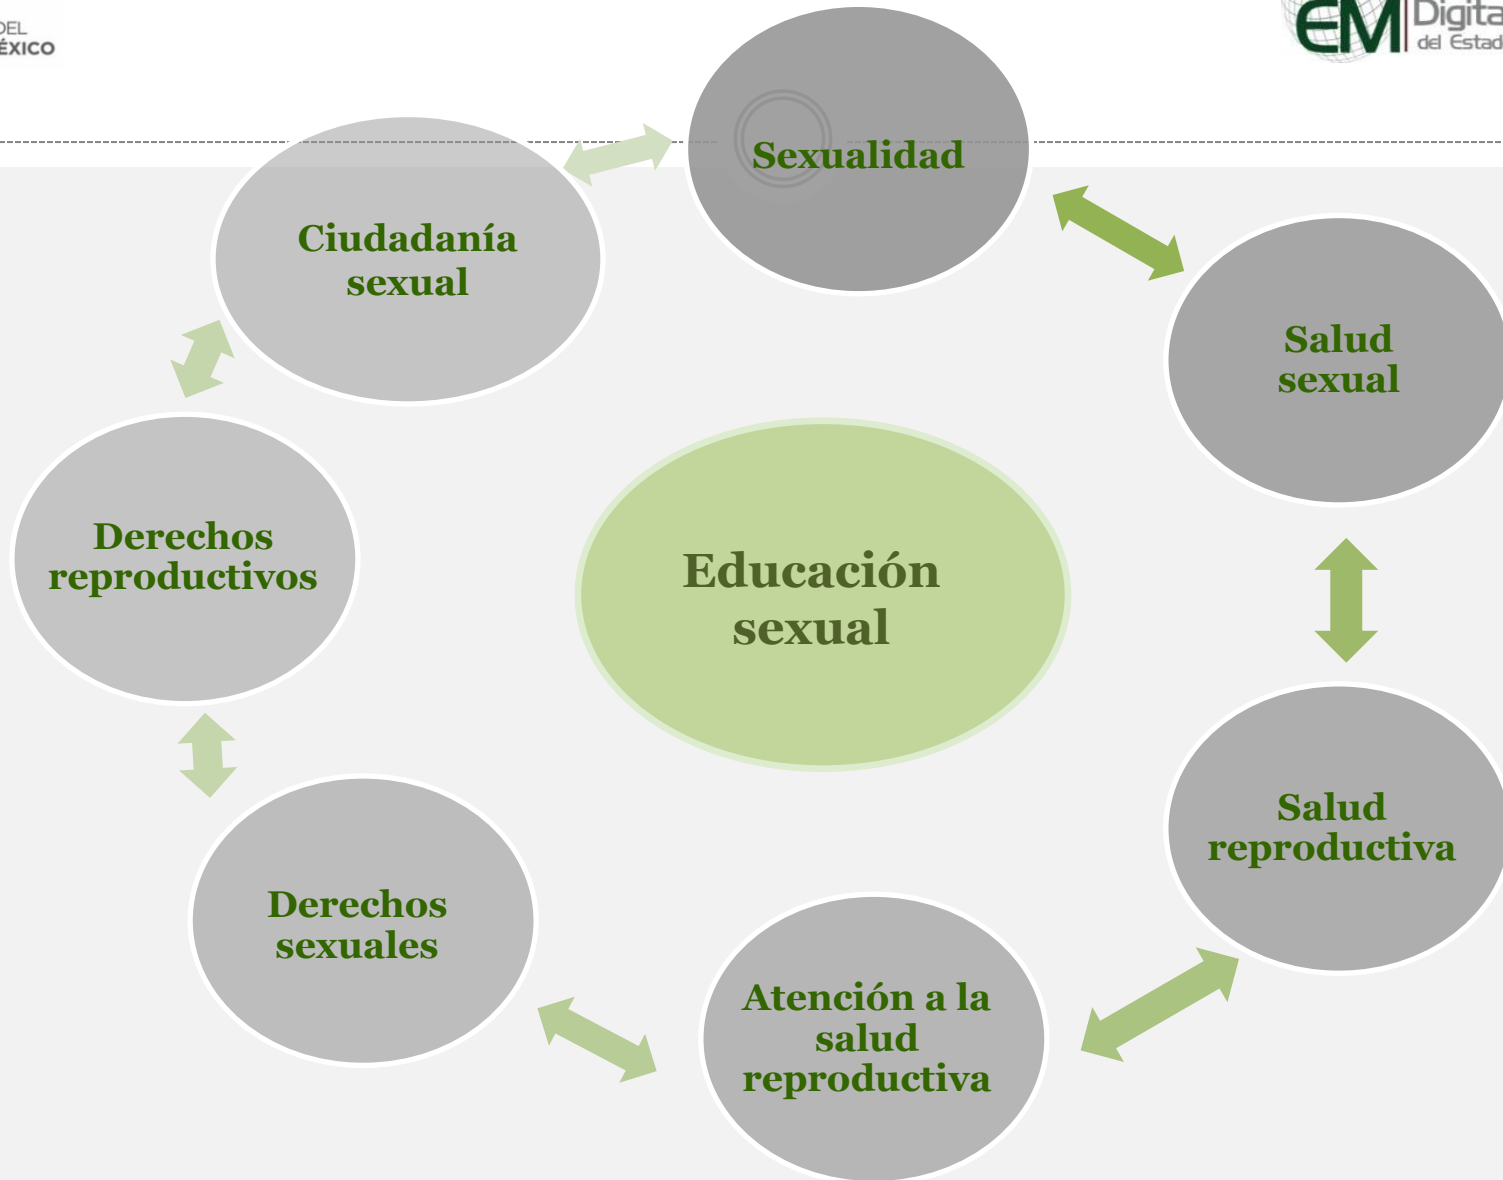 DEL
MÉXICO
EM
Digita
del Estad
Sexualidad
Ciudadanía
sexual
Salud
sexual
Derechos
reproductivos
Educación
sexual
Salud
reproductiva
Derechos
sexuales
Atención a la
salud
reproductiva